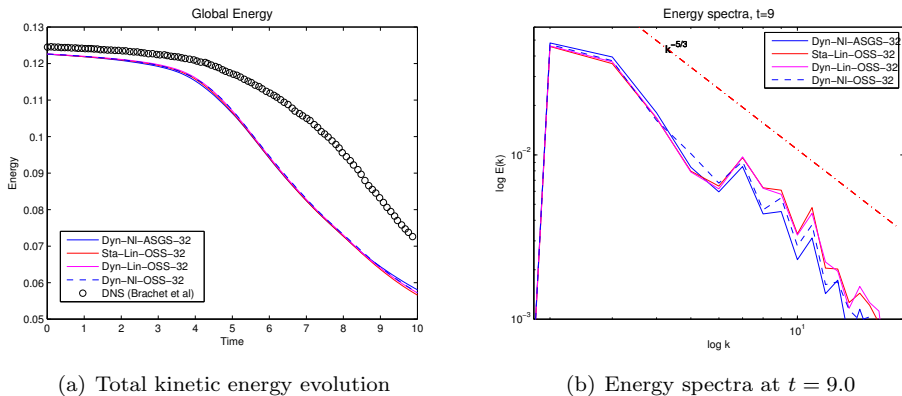 Global Energy
0.13
0.12
0.11
0.1
0.09
0.08
0.07
0.06
0.05
Energy
0 1 2 3 4 5 6 7 8 9 10
Time
Dyn−Nl−ASGS−32
Sta−Lin−OSS−32
Dyn−Lin−OSS−32
Dyn−Nl−OSS−32
DNS (Brachet et al)
(a) Total kinetic energy evolution
Energy spectra, t=9
k^−5/3
Dyn−Nl−ASGS−32
Sta−Lin−OSS−32
Dyn−Lin−OSS−32
Dyn−Nl−OSS−32
10^−2
10^−3
log E(k)
10^1
log k
(b) Energy spectra at t = 9.0